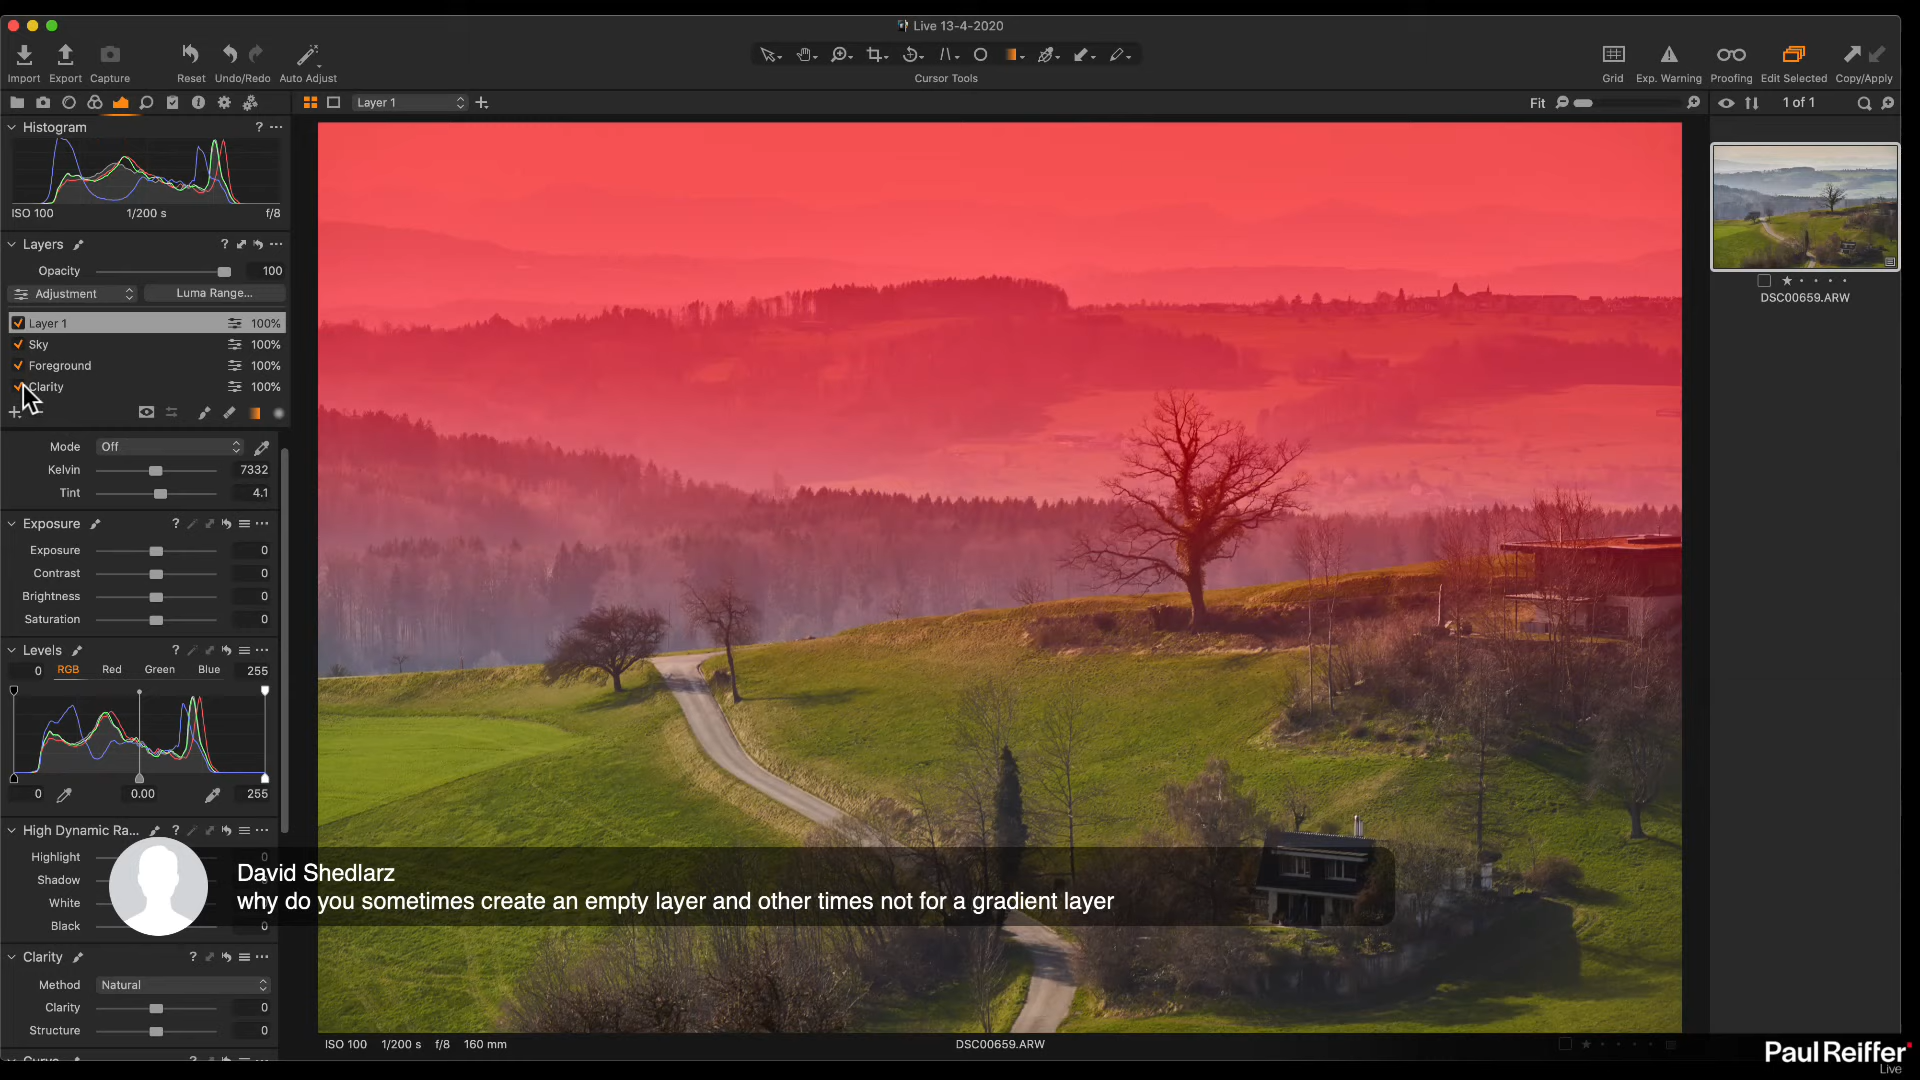 Live 13-4-2020
Import Export Capture Reset Undo/Redo Auto Adjust Cursor Tools Grid Exp. Warning Proofing Edit Selected Copy/Apply
Layer 1 Fit 1 of 1
Histogram ? ...
ISO 100 1/200 s f/8
Layers ? ...
Opacity 100
Adjustment Luma Range...
Layer 1 100%
Sky 100%
Foreground 100%
Clarity 100%
Mode Off
Kelvin 7332
Tint 4.1
Exposure ? ...
Exposure 0
Contrast 0
Brightness 0
Saturation 0
Levels ? ...
0 RGB Red Green Blue 255
0 0.00 255
High Dynamic Ra... ? ...
Highlight 0
Shadow 0
White 0
Black 0
David Shedlarz
why do you sometimes create an empty layer and other times not for a gradient layer
Clarity ? ...
Method Natural
Clarity 0
Structure 0
ISO 100 1/200 s f/8 160 mm DSC00659.ARW
DSC00659.ARW
Paul Reiffer
Live